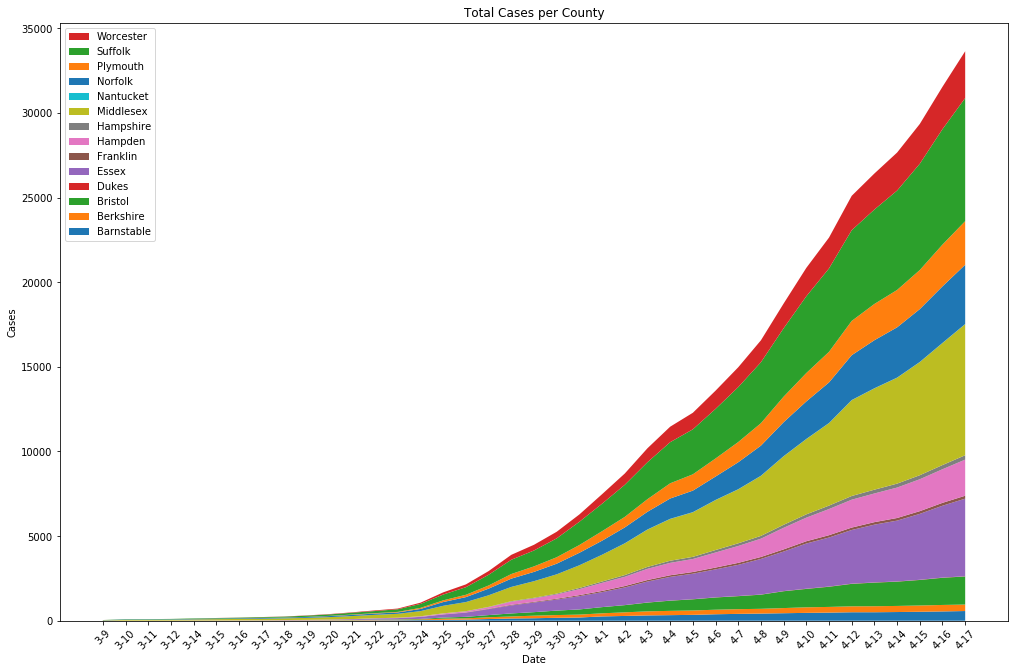 Total Cases per County
35000
30000
25000
20000
15000
10000
5000
0
Cases
Worcester
Suffolk
Plymouth
Norfolk
Nantucket
Middlesex
Hampshire
Hampden
Franklin
Essex
Dukes
Bristol
Berkshire
Barnstable
3-9 3-10 3-11 3-12 3-13 3-14 3-15 3-16 3-17 3-18 3-19 3-20 3-21 3-22 3-23 3-24 3-25 3-26 3-27 3-28 3-29 3-30 3-31 4-1 4-2 4-3 4-4 4-5 4-6 4-7 4-8 4-9 4-10 4-11 4-12 4-13 4-14 4-15 4-16 4-17
Date